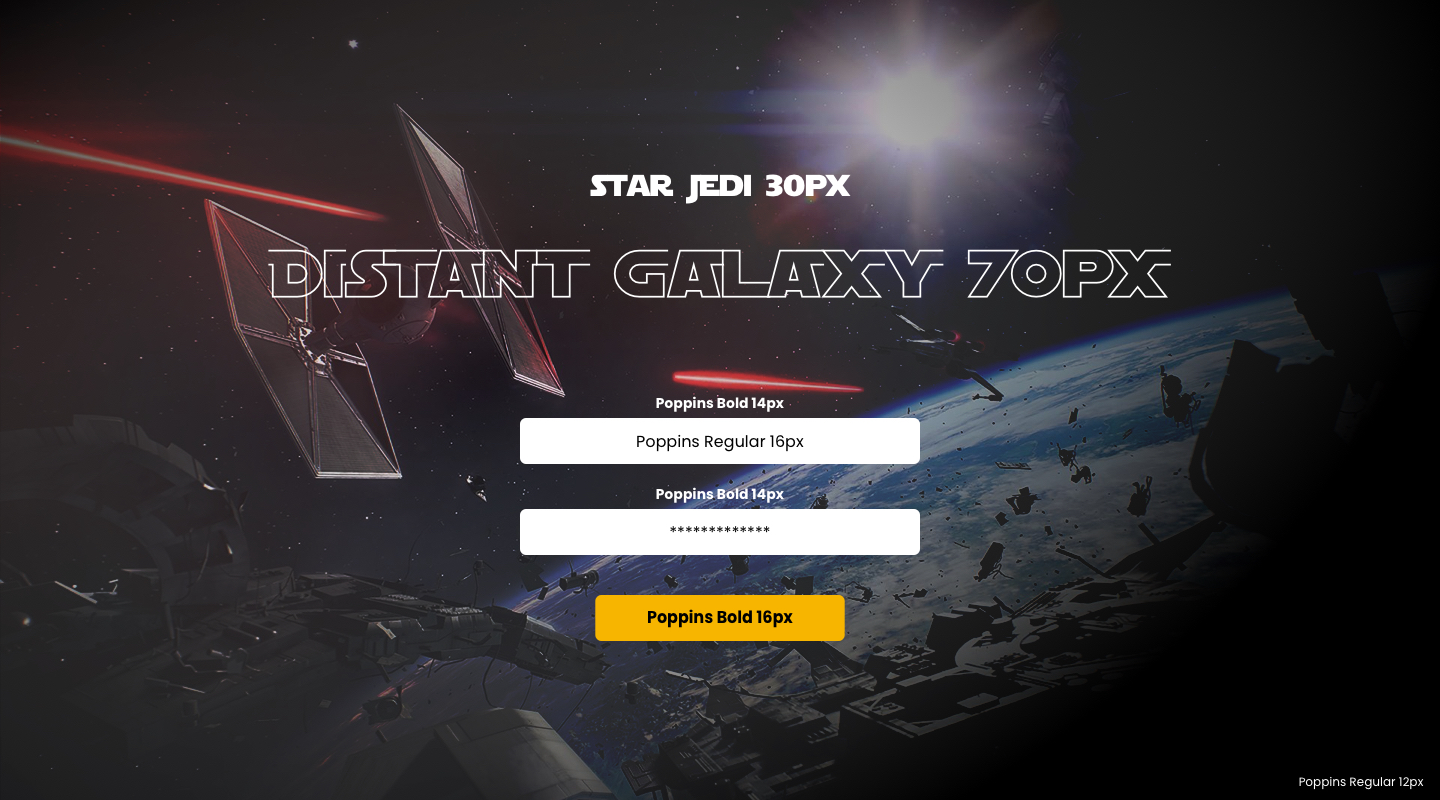 STAR JEDI 30PX
DISTANT GALAXY 70PX
Poppins Bold 14px
Poppins Regular 16px
Poppins Bold 14px
*************
Poppins Bold 16px
Poppins Regular 12px